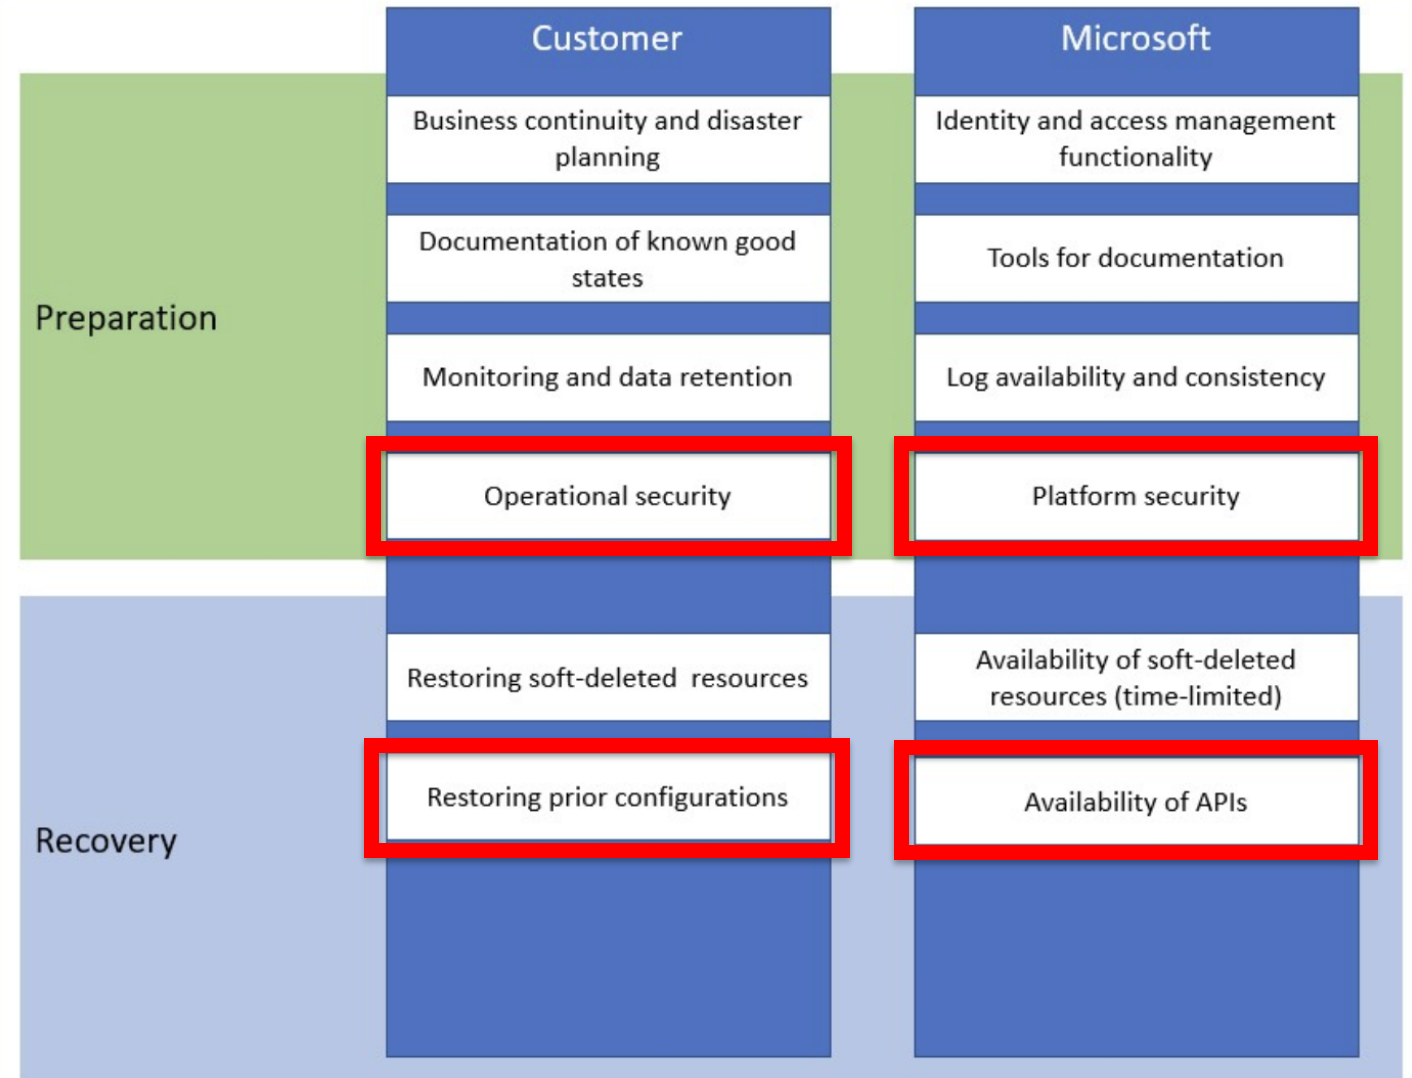 Customer
Microsoft
Preparation
Business continuity and disaster
planning
Identity and access management
functionality
Documentation of known good
states
Tools for documentation
Monitoring and data retention
Log availability and consistency
Operational security
Platform security
Recovery
Restoring soft-deleted resources
Availability of soft-deleted
resources (time-limited)
Restoring prior configurations
Availability of APIs